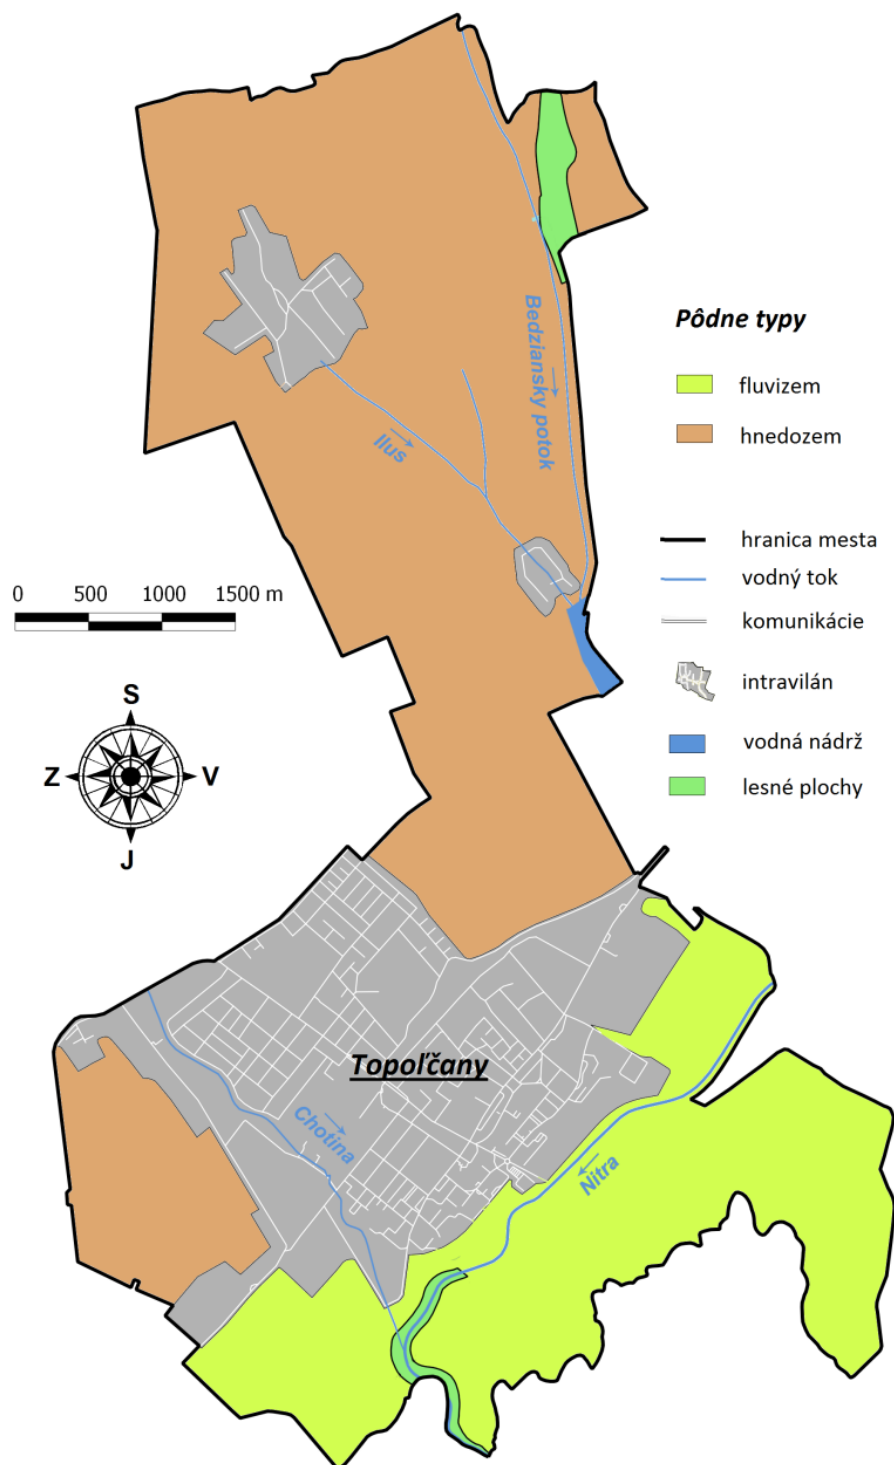 Bedziansky potok
Ilus
Pôdne typy
fluvizem
hnedozem
hranica mesta
vodný tok
komunikácie
intravilán
vodná nádrž
lesné plochy
0 500 1000 1500 m
S
Z V
J
Topoľčany
Chotina
Nitra